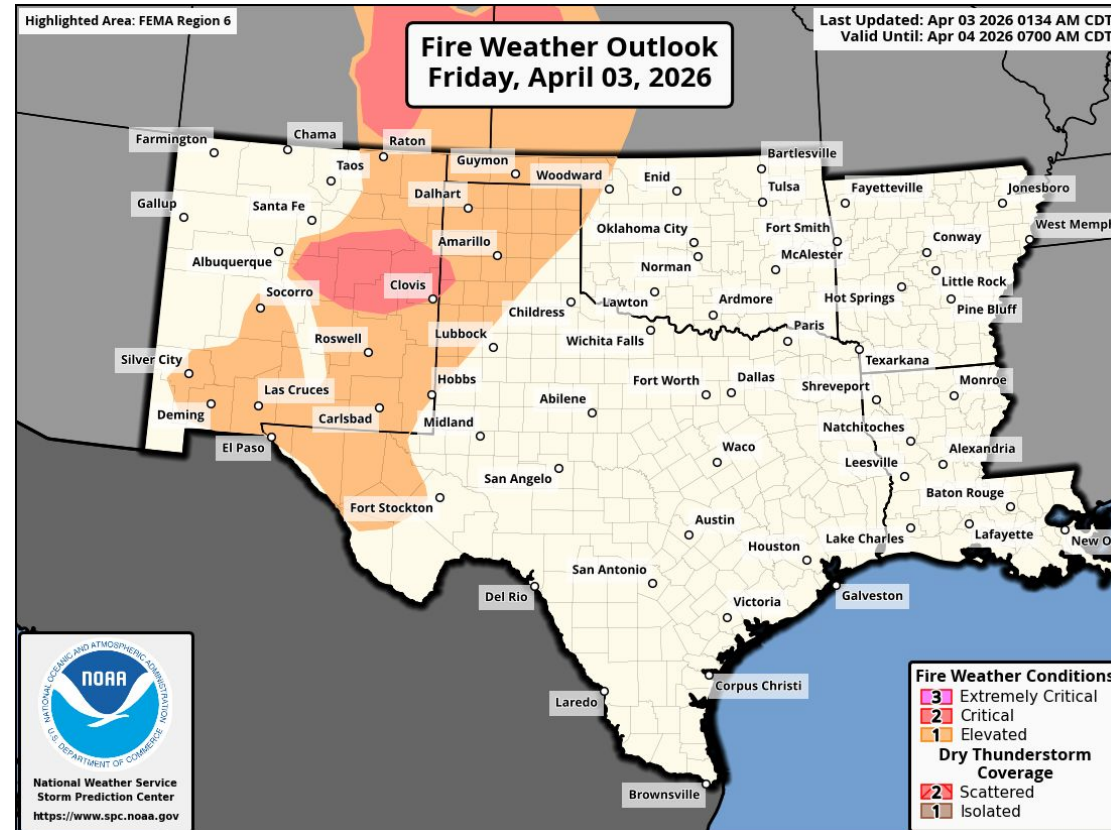 Highlighted Area: FEMA Region 6
Fire Weather Outlook
Friday, April 03, 2026
Last Updated: Apr 03 2026 0134 AM CDT
Valid Until: Apr 04 2026 0700 AM CDT
Farmington
Chama
Raton
Taos
Guymon
Woodward
Enid
Bartlesville
Tulsa
Fayetteville
Jonesboro
Gallup
Santa Fe
Dalhart
Oklahoma City
Fort Smith
Conway
West Memph
Albuquerque
Amarillo
Norman
McAlester
Little Rock
Socorro
Clovis
Childress
Lawton
Ardmore
Hot Springs
Pine Bluff
Roswell
Lubbock
Wichita Falls
Paris
Texarkana
Silver City
Las Cruces
Hobbs
Fort Worth
Dallas
Shreveport
Monroe
Deming
Carlsbad
Midland
Abilene
Natchitoches
El Paso
Waco
Leesville
Alexandria
San Angelo
Fort Stockton
Baton Rouge
Austin
Houston
Lake Charles
Lafayette
New O
San Antonio
Del Rio
Galveston
Victoria
Corpus Christi
Laredo
Brownsville
NATIONAL OCEANIC AND ATMOSPHERIC ADMINISTRATION
NOAA
U.S. DEPARTMENT OF COMMERCE
National Weather Service
Storm Prediction Center
https://www.spc.noaa.gov
Fire Weather Conditions
3 Extremely Critical
2 Critical
1 Elevated
Dry Thunderstorm
Coverage
2 Scattered
1 Isolated